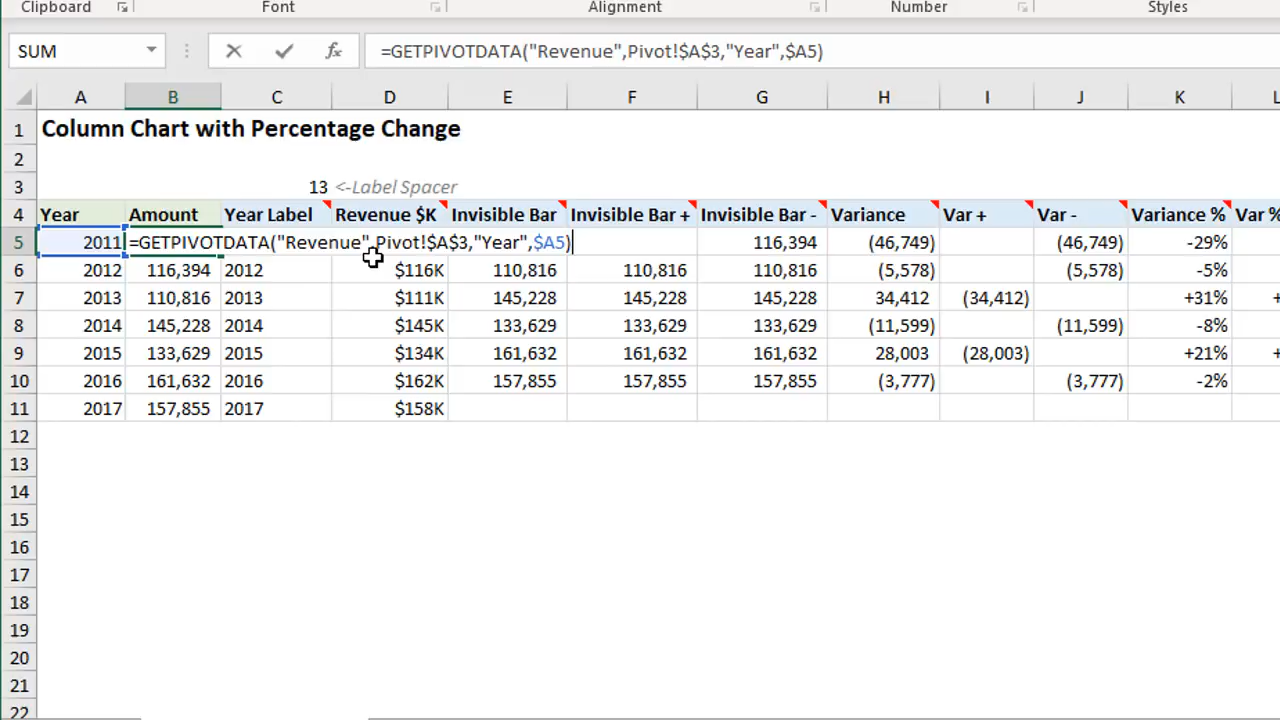 Clipboard Font Alignment Number Styles
SUM =GETPIVOTDATA("Revenue",Pivot!$A$3,"Year",$A5)
A B C D E F G H I J K L
1 Column Chart with Percentage Change
2
3 13 <-Label Spacer
4 Year Amount Year Label Revenue $K Invisible Bar Invisible Bar + Invisible Bar - Variance Var + Var - Variance % Var %
5 2011 =GETPIVOTDATA("Revenue",Pivot!$A$3,"Year",$A5) 116,394 (46,749) (46,749) -29%
6 2012 116,394 2012 $116K 110,816 110,816 110,816 (5,578) (5,578) -5%
7 2013 110,816 2013 $111K 145,228 145,228 145,228 34,412 (34,412) +31% +
8 2014 145,228 2014 $145K 133,629 133,629 133,629 (11,599) (11,599) -8%
9 2015 133,629 2015 $134K 161,632 161,632 161,632 28,003 (28,003) +21% +
10 2016 161,632 2016 $162K 157,855 157,855 157,855 (3,777) (3,777) -2%
11 2017 157,855 2017 $158K
12
13
14
15
16
17
18
19
20
21
22